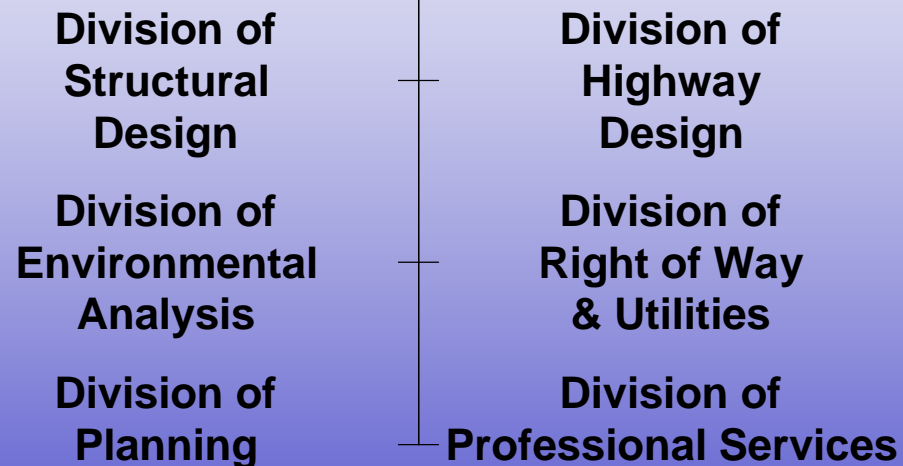 Division of
Structural
Design
Division of
Highway
Design
Division of
Environmental
Analysis
Division of
Right of Way
& Utilities
Division of
Planning
Division of
Professional Services